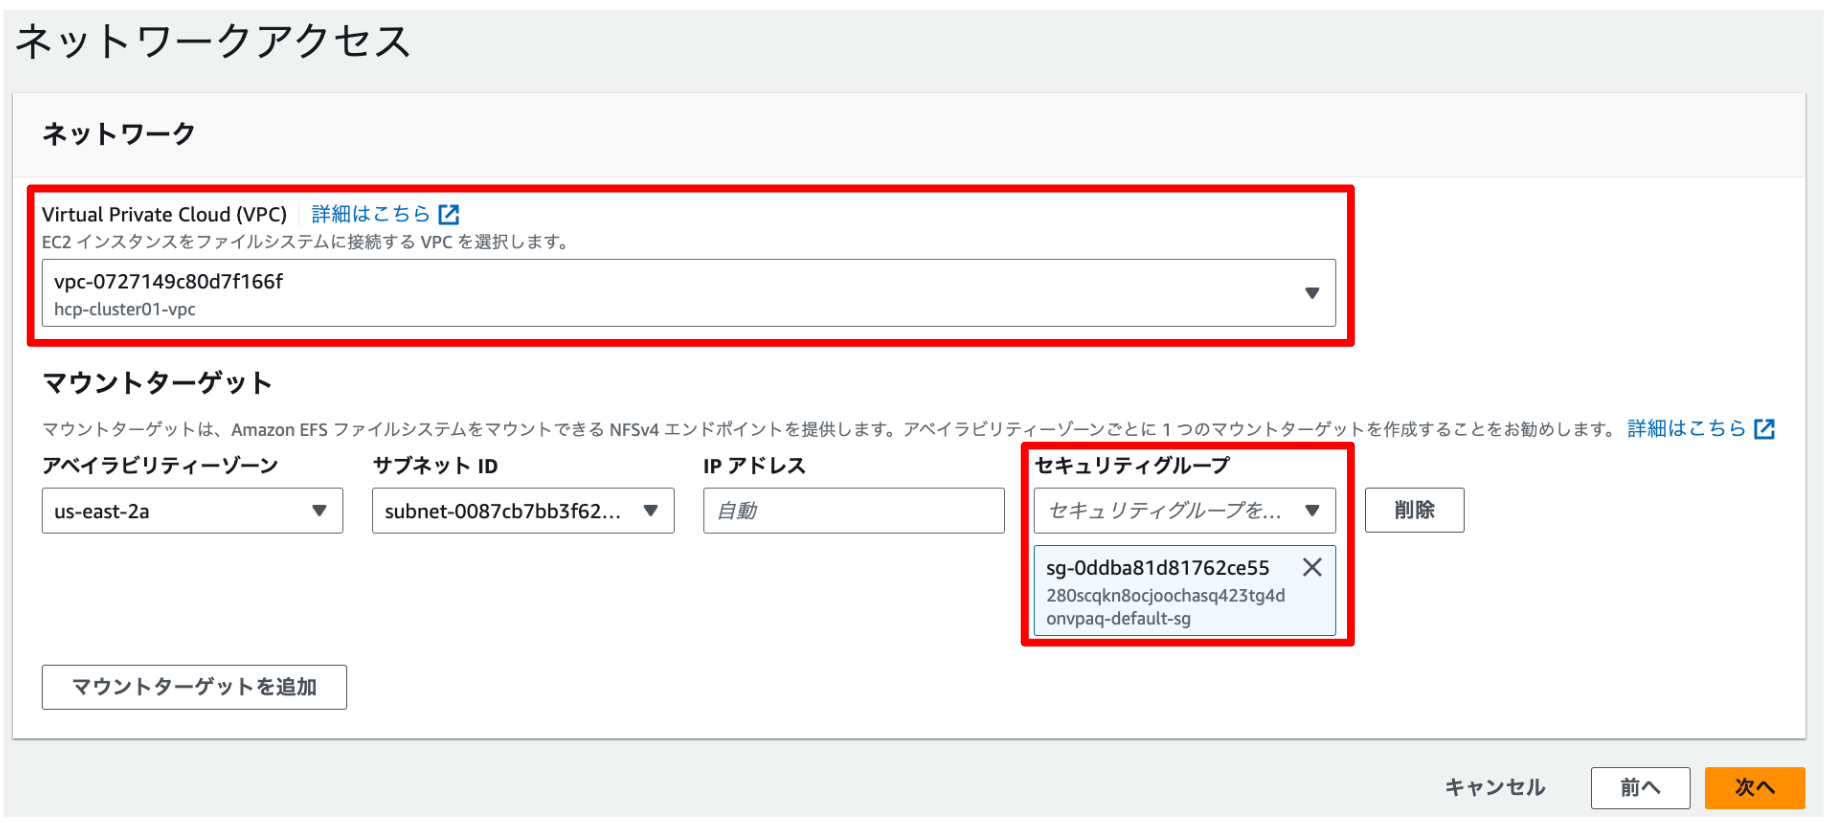 ネットワークアクセス
ネットワーク
Virtual Private Cloud (VPC) 詳細はこちら
EC2 インスタンスをファイルシステムに接続する VPC を選択します。
vpc-0727149c80d7f166f
hcp-cluster01-vpc
マウントターゲット
マウントターゲットは、Amazon EFS ファイルシステムをマウントできる NFSv4 エンドポイントを提供します。アベイラビリティーゾーンごとに 1 つのマウントターゲットを作成することをお勧めします。 詳細はこちら
アベイラビリティーゾーン サブネット ID IP アドレス セキュリティグループ
us-east-2a subnet-0087cb7bb3f62... 自動 セキュリティグループを... 削除
sg-0ddba81d81762ce55
280scqkn8ocjoochasq423tg4d
onvpaq-default-sg
マウントターゲットを追加
キャンセル 前へ 次へ